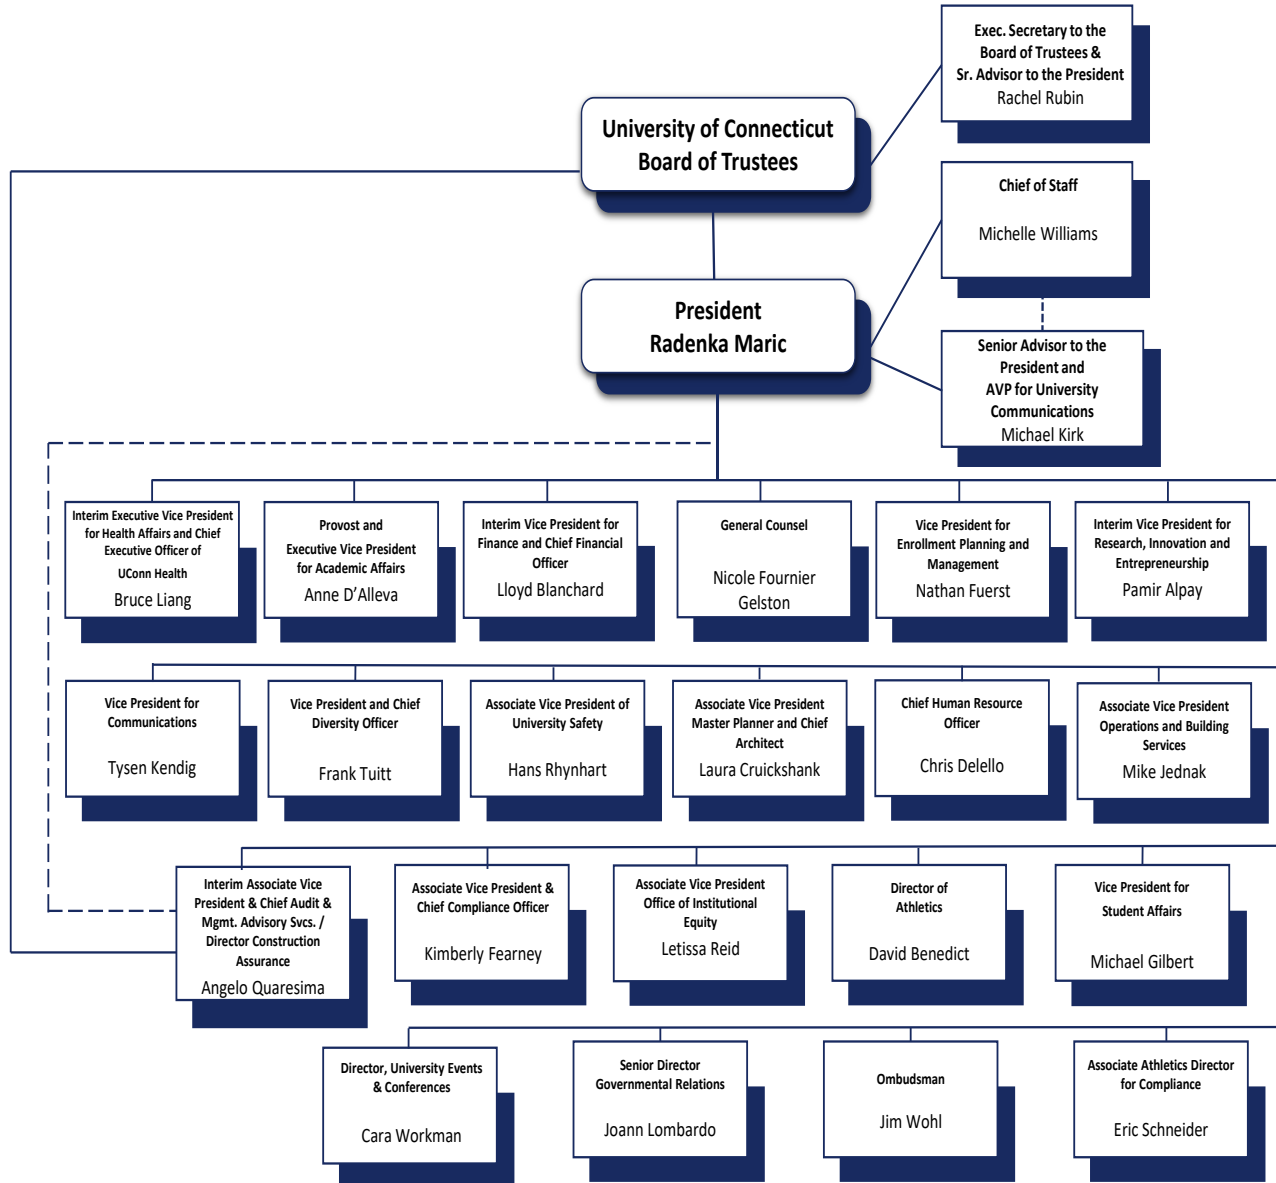 Exec. Secretary to the
Board of Trustees &
Sr. Advisor to the President
Rachel Rubin
University of Connecticut
Board of Trustees
Chief of Staff
Michelle Williams
President
Radenka Maric
Senior Advisor to the
President and
AVP for University
Communications
Michael Kirk
Interim Executive Vice President
for Health Affairs and Chief
Executive Officer of
UConn Health
Bruce Liang
Provost and
Executive Vice President
for Academic Affairs
Anne D’Alleva
Interim Vice President for
Finance and Chief Financial
Officer
Lloyd Blanchard
General Counsel
Nicole Fournier
Gelston
Vice President for
Enrollment Planning and
Management
Nathan Fuerst
Interim Vice President for
Research, Innovation and
Entrepreneurship
Pamir Alpay
Vice President for
Communications
Tysen Kendig
Vice President and Chief
Diversity Officer
Frank Tuitt
Associate Vice President of
University Safety
Hans Rhynhart
Associate Vice President
Master Planner and Chief
Architect
Laura Cruickshank
Chief Human Resource
Officer
Chris Delello
Associate Vice President
Operations and Building
Services
Mike Jednak
Interim Associate Vice
President & Chief Audit &
Mgmt. Advisory Svcs. /
Director Construction
Assurance
Angelo Quaresima
Associate Vice President &
Chief Compliance Officer
Kimberly Fearney
Associate Vice President
Office of Institutional
Equity
Letissa Reid
Director of
Athletics
David Benedict
Vice President for
Student Affairs
Michael Gilbert
Director, University Events
& Conferences
Cara Workman
Senior Director
Governmental Relations
Joann Lombardo
Ombudsman
Jim Wohl
Associate Athletics Director
for Compliance
Eric Schneider